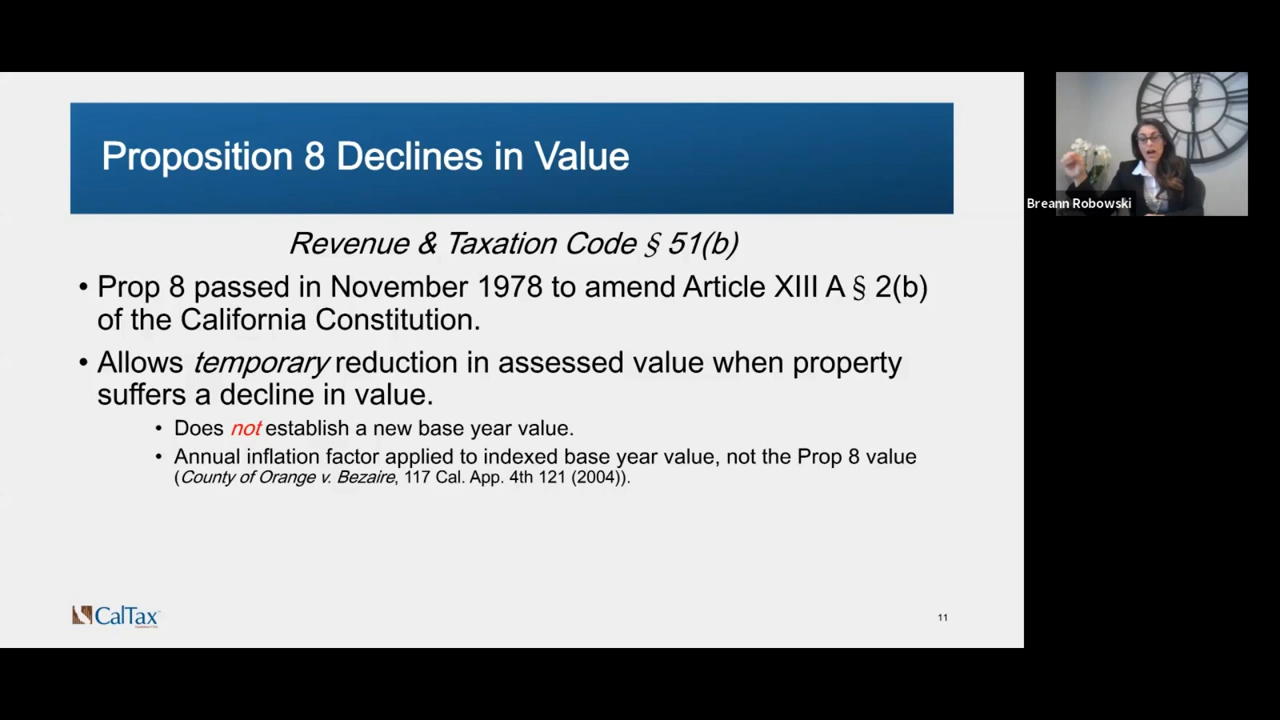 Proposition 8 Declines in Value
Revenue & Taxation Code § 51(b)
• Prop 8 passed in November 1978 to amend Article XIII A § 2(b)
of the California Constitution.
• Allows temporary reduction in assessed value when property
suffers a decline in value.
• Does not establish a new base year value.
• Annual inflation factor applied to indexed base year value, not the Prop 8 value
(County of Orange v. Bezaire, 117 Cal. App. 4th 121 (2004)).
CalTax
11
Breann Robowski